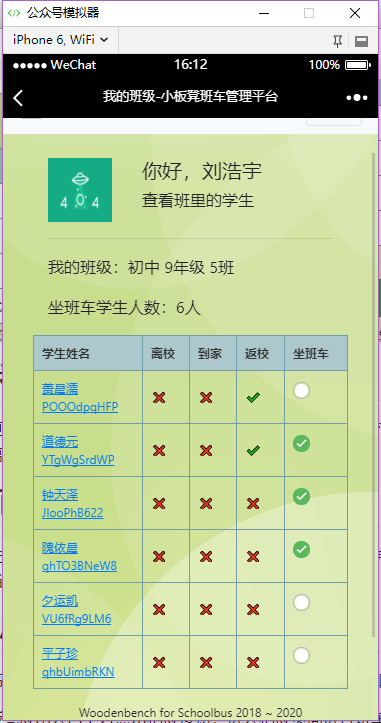 公众号模拟器
iPhone 6, WiFi
WeChat 16:12 100%
我的班级-小板凳班车管理平台
404
你好，刘浩宇
查看班里的学生
我的班级：初中 9年级 5班
坐班车学生人数：6人
学生姓名 离校 到家 返校 坐班车
萧星濡
POOOdpqHFP
道德元
YTgWgSrdWP
钟天泽
JIooPhB622
隗依晨
qhTO3BNeW8
夕运凯
VU6fRg9LM6
平子珍
qhbUimbRKN
Woodenbench for Schoolbus 2018 ~ 2020